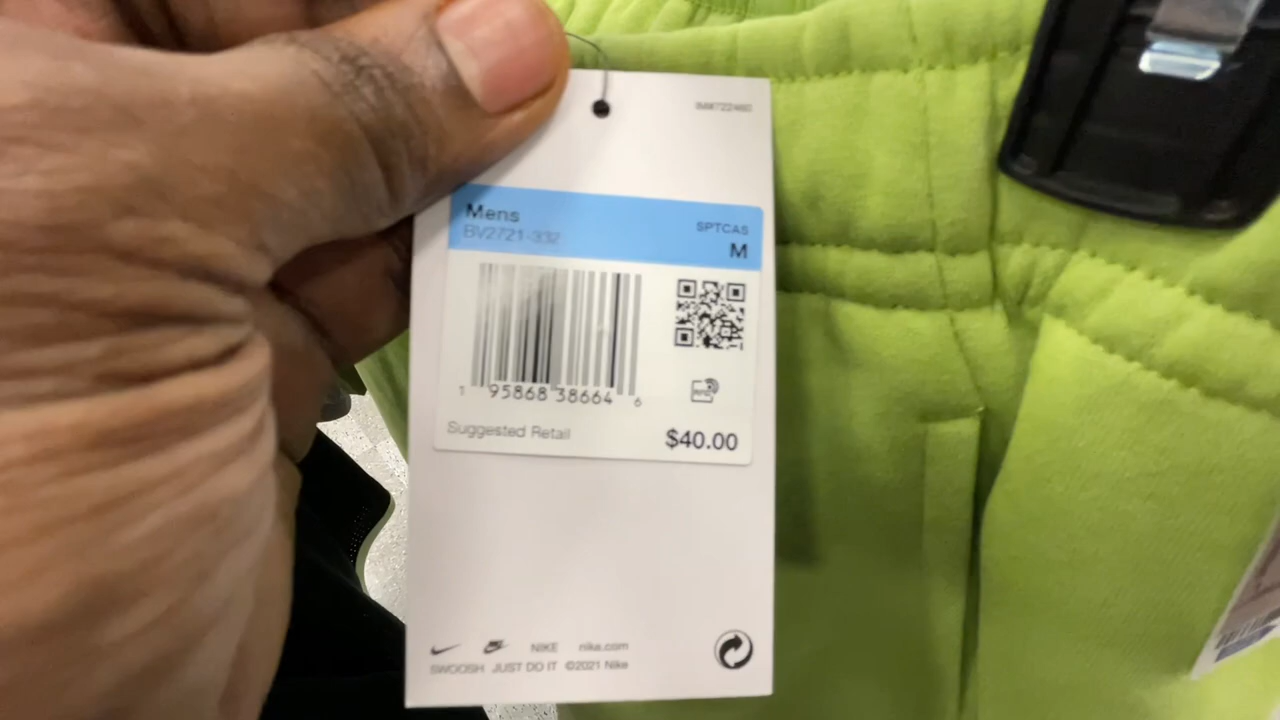 Mens
BV2721-332
SPTCAS
M
1 95868 38664 6
Suggested Retail
$40.00
NIKE nike.com
SWOOSH JUST DO IT ©2021 Nike